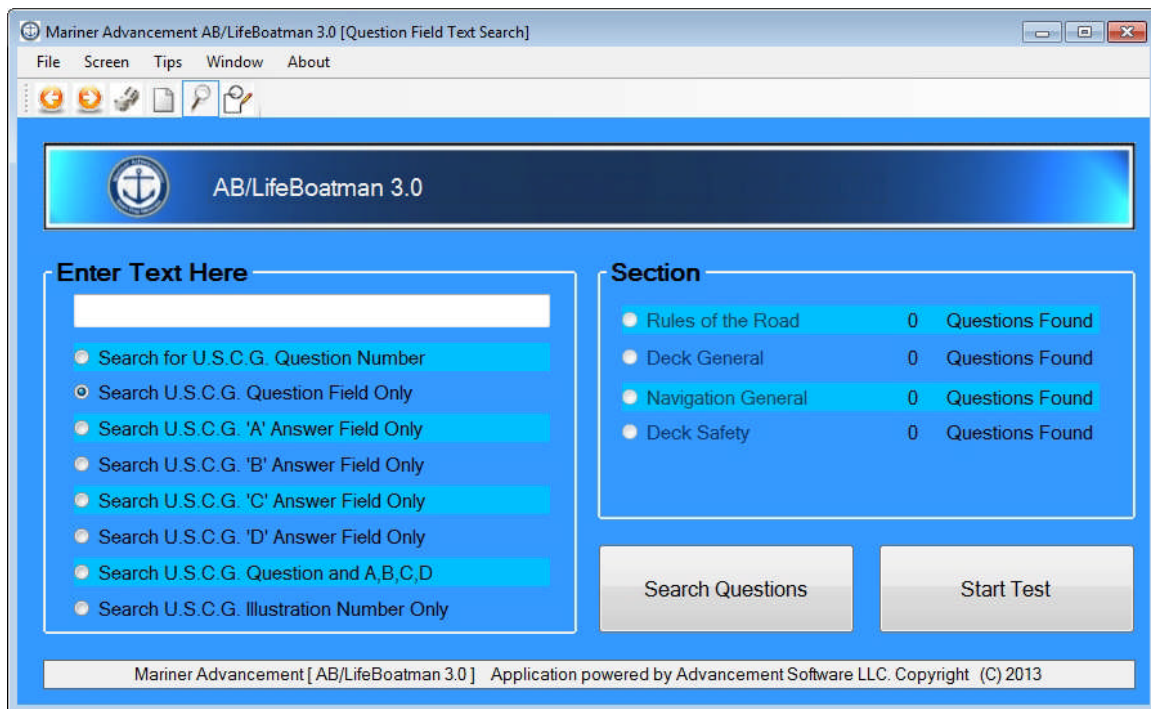 Mariner Advancement AB/LifeBoatman 3.0 [Question Field Text Search]
File Screen Tips Window About
AB/LifeBoatman 3.0
Enter Text Here
Search for U.S.C.G. Question Number
Search U.S.C.G. Question Field Only
Search U.S.C.G. 'A' Answer Field Only
Search U.S.C.G. 'B' Answer Field Only
Search U.S.C.G. 'C' Answer Field Only
Search U.S.C.G. 'D' Answer Field Only
Search U.S.C.G. Question and A,B,C,D
Search U.S.C.G. Illustration Number Only
Section
Rules of the Road 0 Questions Found
Deck General 0 Questions Found
Navigation General 0 Questions Found
Deck Safety 0 Questions Found
Search Questions
Start Test
Mariner Advancement [ AB/LifeBoatman 3.0 ] Application powered by Advancement Software LLC. Copyright (C) 2013